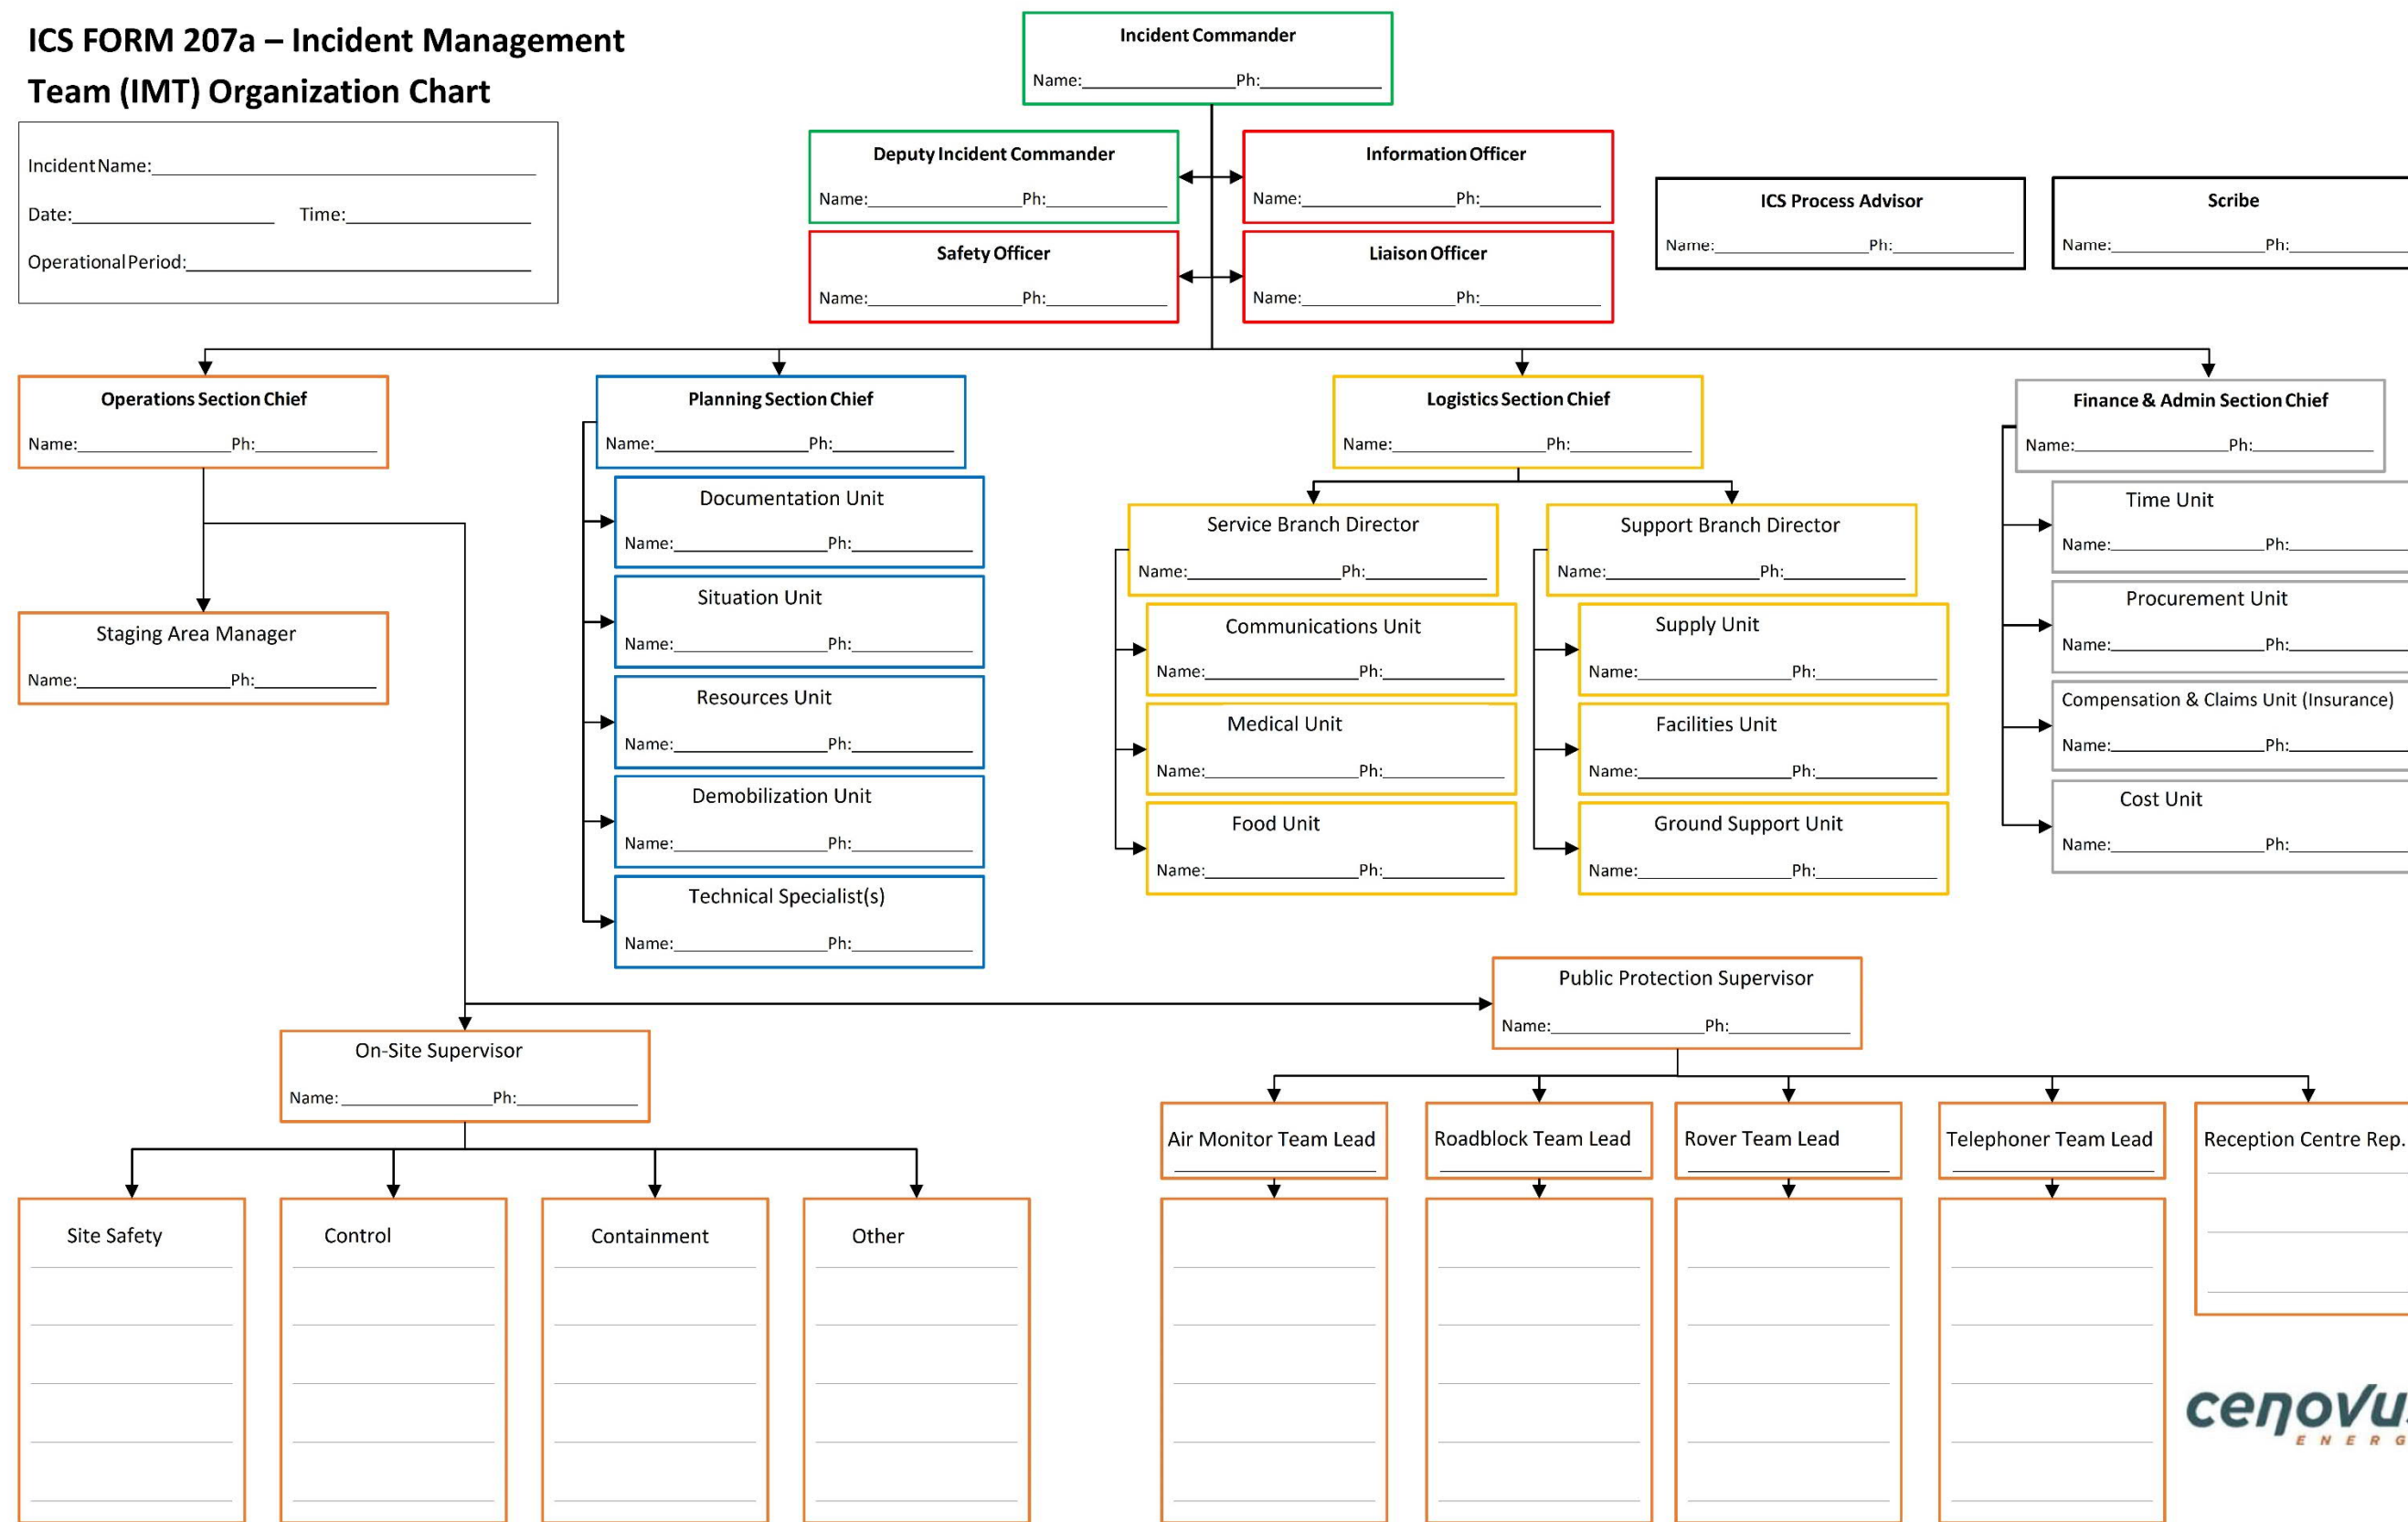 ICS FORM 207a – Incident Management
Team (IMT) Organization Chart
Incident Name:
Date: Time:
Operational Period:
Incident Commander
Name: Ph:
Deputy Incident Commander
Name: Ph:
Information Officer
Name: Ph:
Safety Officer
Name: Ph:
Liaison Officer
Name: Ph:
ICS Process Advisor
Name: Ph:
Scribe
Name: Ph:
Operations Section Chief
Name: Ph:
Staging Area Manager
Name: Ph:
Planning Section Chief
Name: Ph:
Documentation Unit
Name: Ph:
Situation Unit
Name: Ph:
Resources Unit
Name: Ph:
Demobilization Unit
Name: Ph:
Technical Specialist(s)
Name: Ph:
Logistics Section Chief
Name: Ph:
Service Branch Director
Name: Ph:
Communications Unit
Name: Ph:
Medical Unit
Name: Ph:
Food Unit
Name: Ph:
Support Branch Director
Name: Ph:
Supply Unit
Name: Ph:
Facilities Unit
Name: Ph:
Ground Support Unit
Name: Ph:
Finance & Admin Section Chief
Name: Ph:
Time Unit
Name: Ph:
Procurement Unit
Name: Ph:
Compensation & Claims Unit (Insurance)
Name: Ph:
Cost Unit
Name: Ph:
On-Site Supervisor
Name: Ph:
Site Safety
Control
Containment
Other
Public Protection Supervisor
Name: Ph:
Air Monitor Team Lead
Roadblock Team Lead
Rover Team Lead
Telephoner Team Lead
Reception Centre Rep.
cenovus
ENERG